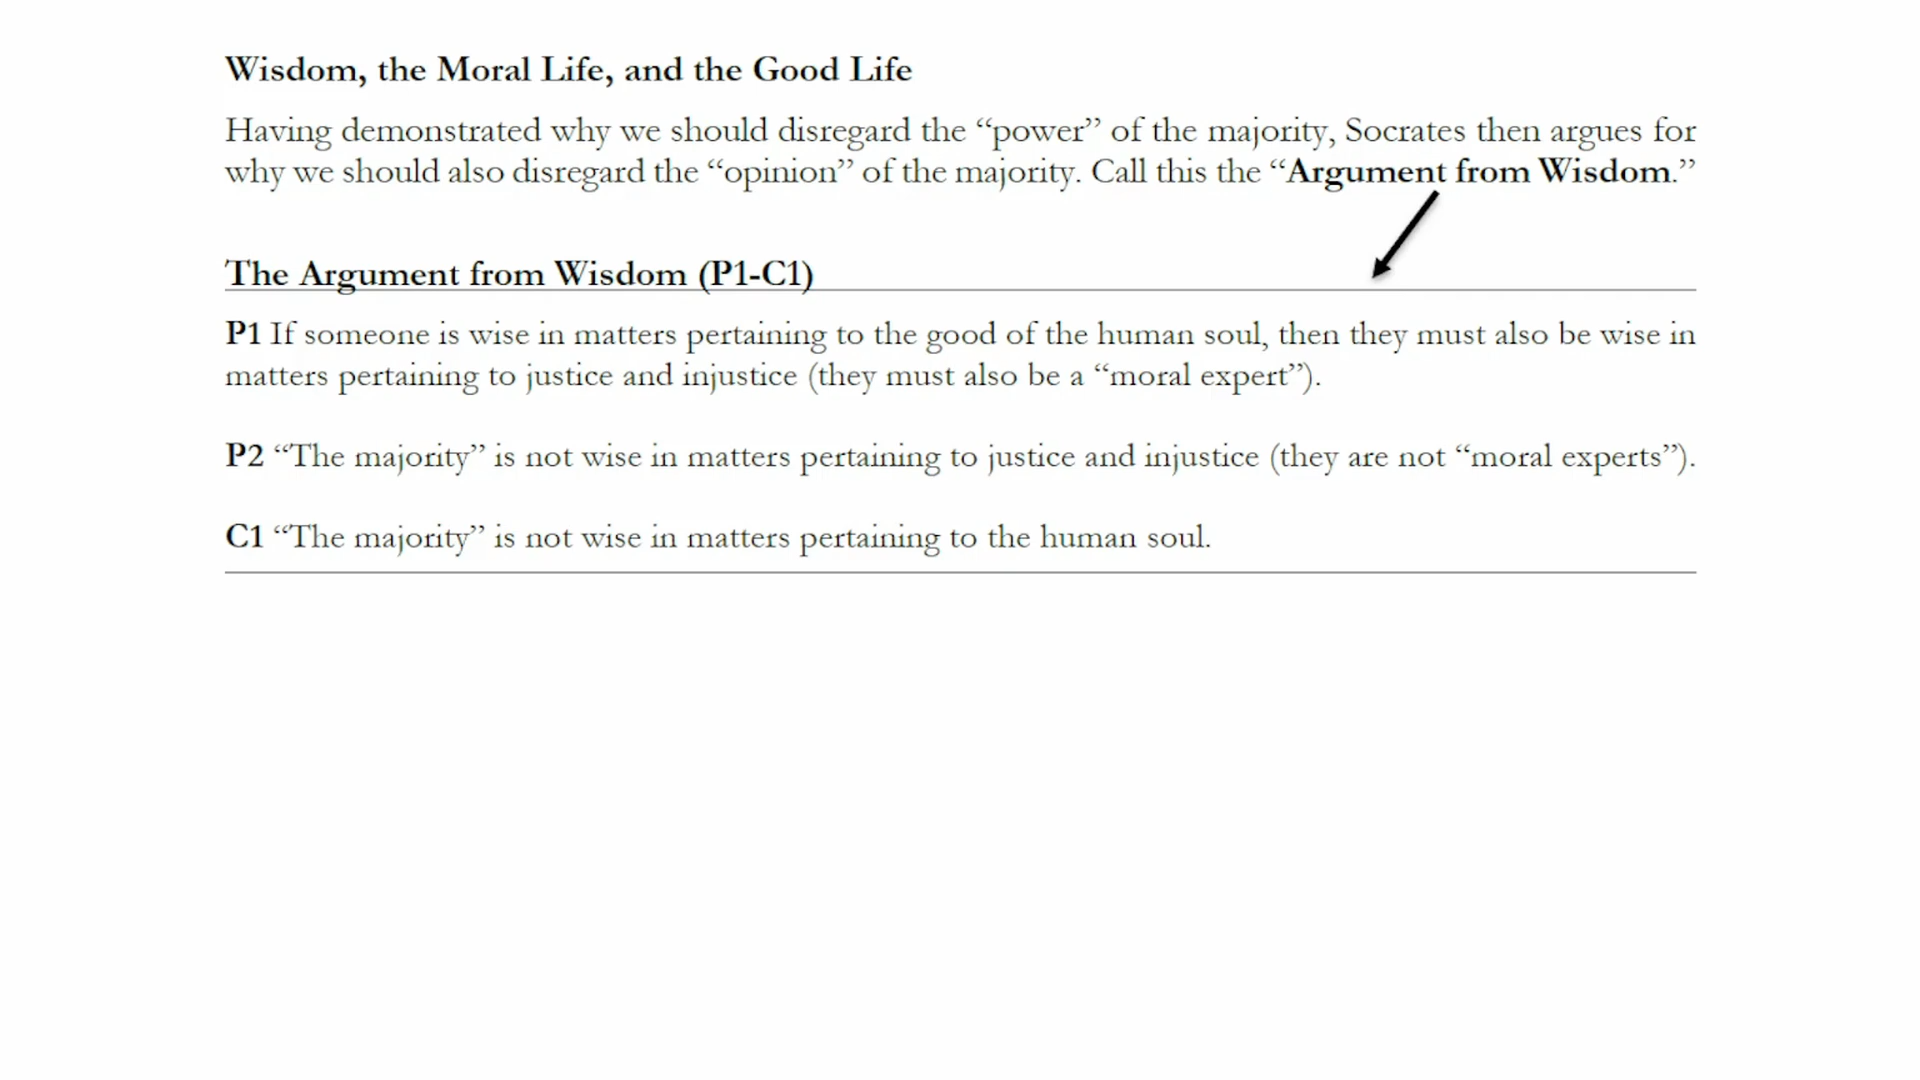 Wisdom, the Moral Life, and the Good Life
Having demonstrated why we should disregard the “power” of the majority, Socrates then argues for
why we should also disregard the “opinion” of the majority. Call this the “Argument from Wisdom.”
The Argument from Wisdom (P1-C1)
P1 If someone is wise in matters pertaining to the good of the human soul, then they must also be wise in
matters pertaining to justice and injustice (they must also be a “moral expert”).
P2 “The majority” is not wise in matters pertaining to justice and injustice (they are not “moral experts”).
C1 “The majority” is not wise in matters pertaining to the human soul.